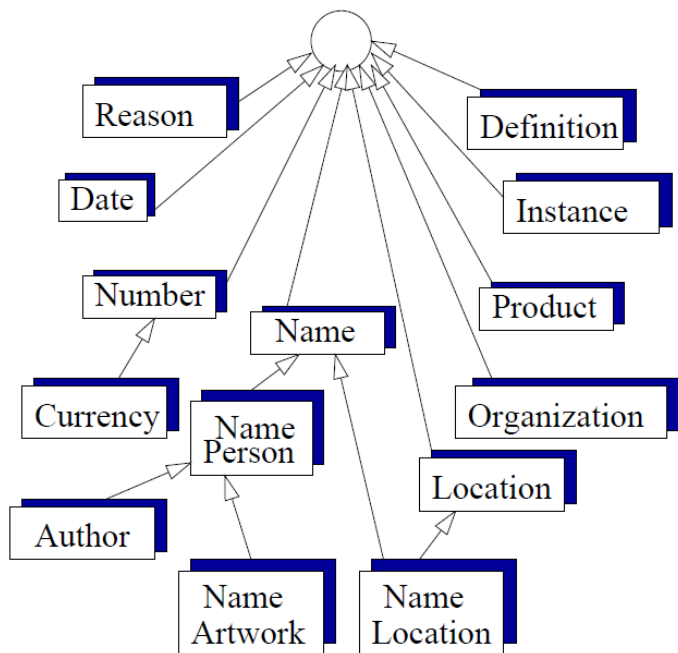 Reason
Definition
Date
Instance
Number
Product
Name
Currency
Name
Person
Organization
Location
Author
Name
Artwork
Name
Location